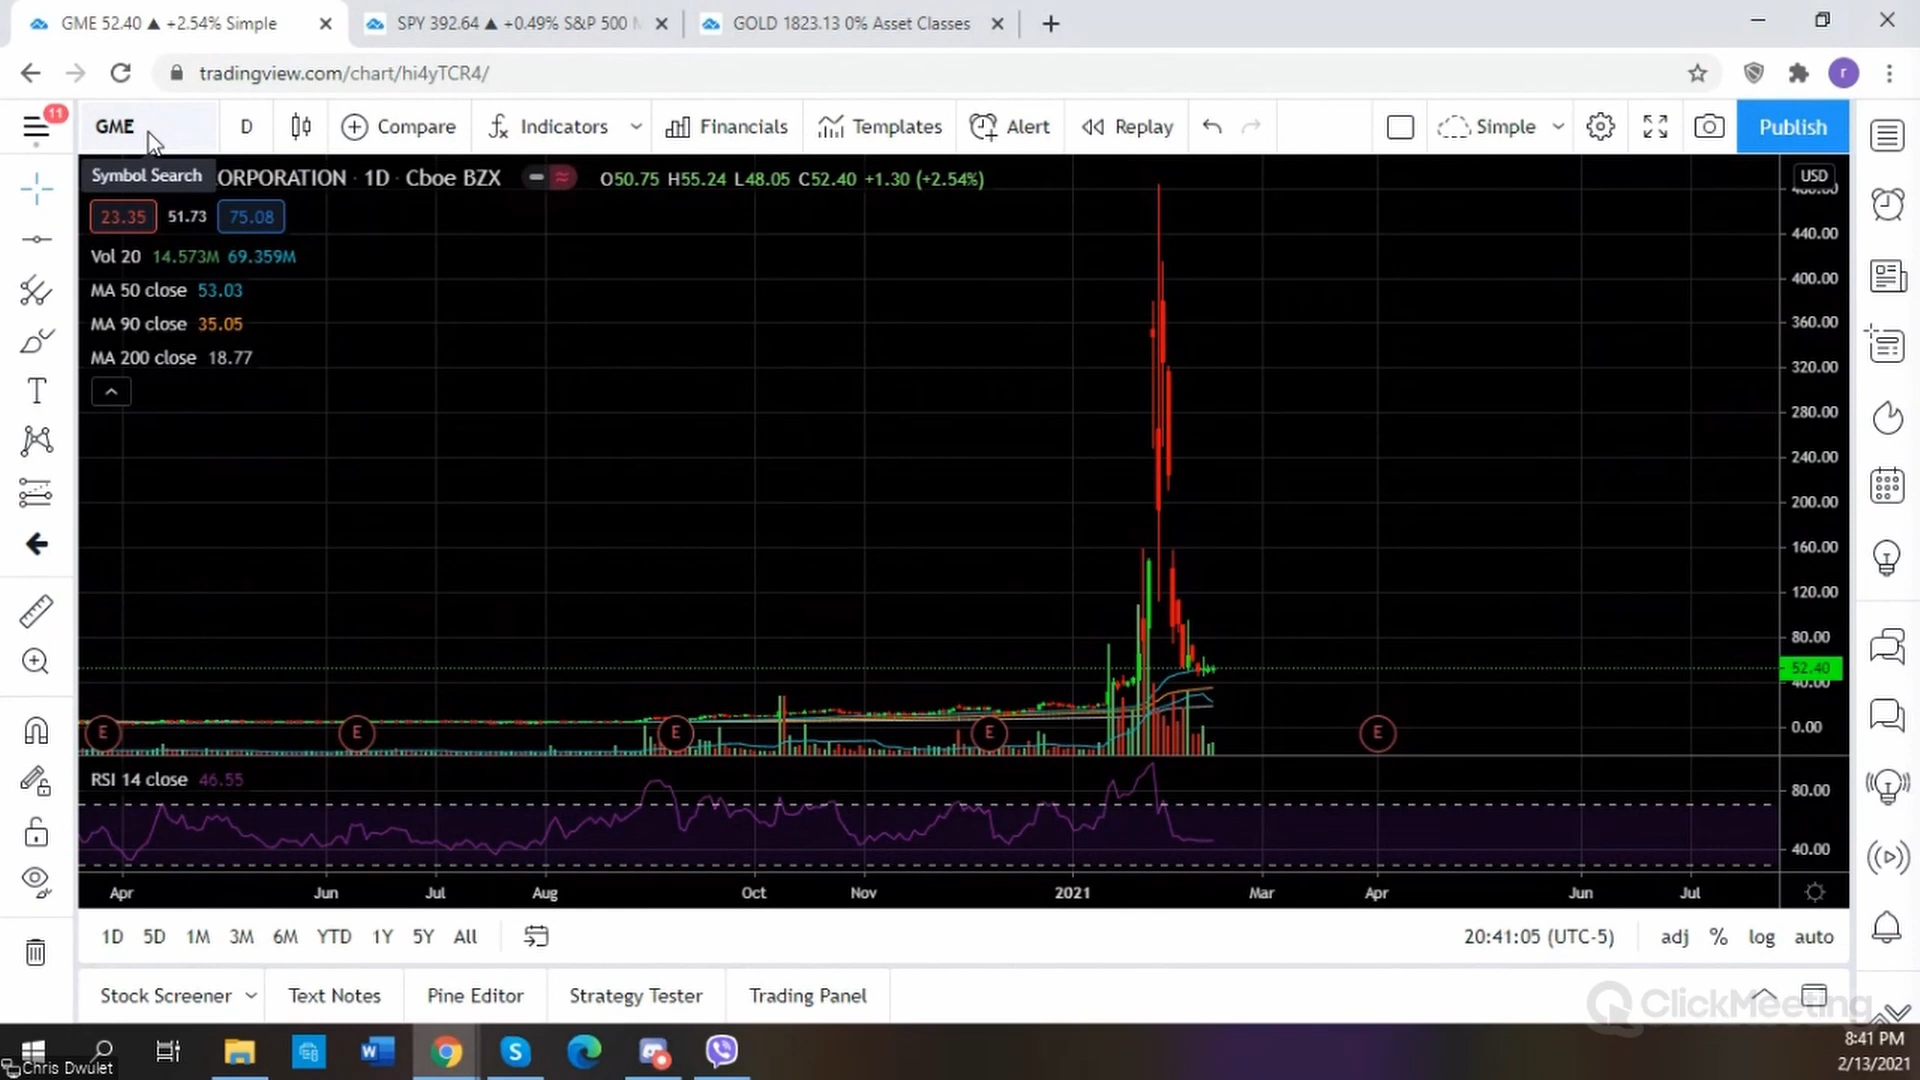 GME 52.40 ▲ +2.54% Simple
SPY 392.64 ▲ +0.49% S&P 500
GOLD 1823.13 0% Asset Classes
tradingview.com/chart/hi4yTCR4/
r
11
GME
D
Compare
Indicators
Financials
Templates
Alert
Replay
Simple
Publish
Symbol Search
ORPORATION · 1D · Cboe BZX
O50.75 H55.24 L48.05 C52.40 +1.30 (+2.54%)
USD
23.35 51.73 75.08
Vol 20 14.573M 69.359M
MA 50 close 53.03
MA 90 close 35.05
MA 200 close 18.77
440.00
400.00
360.00
320.00
280.00
240.00
200.00
160.00
120.00
80.00
52.40
40.00
0.00
E E E E E
RSI 14 close 46.55
80.00
40.00
Apr Jun Jul Aug Oct Nov 2021 Mar Apr Jun Jul
1D 5D 1M 3M 6M YTD 1Y 5Y All
20:41:05 (UTC-5)
adj % log auto
Stock Screener
Text Notes
Pine Editor
Strategy Tester
Trading Panel
ClickMeeting
Chris Dwulet
8:41 PM
2/13/2021